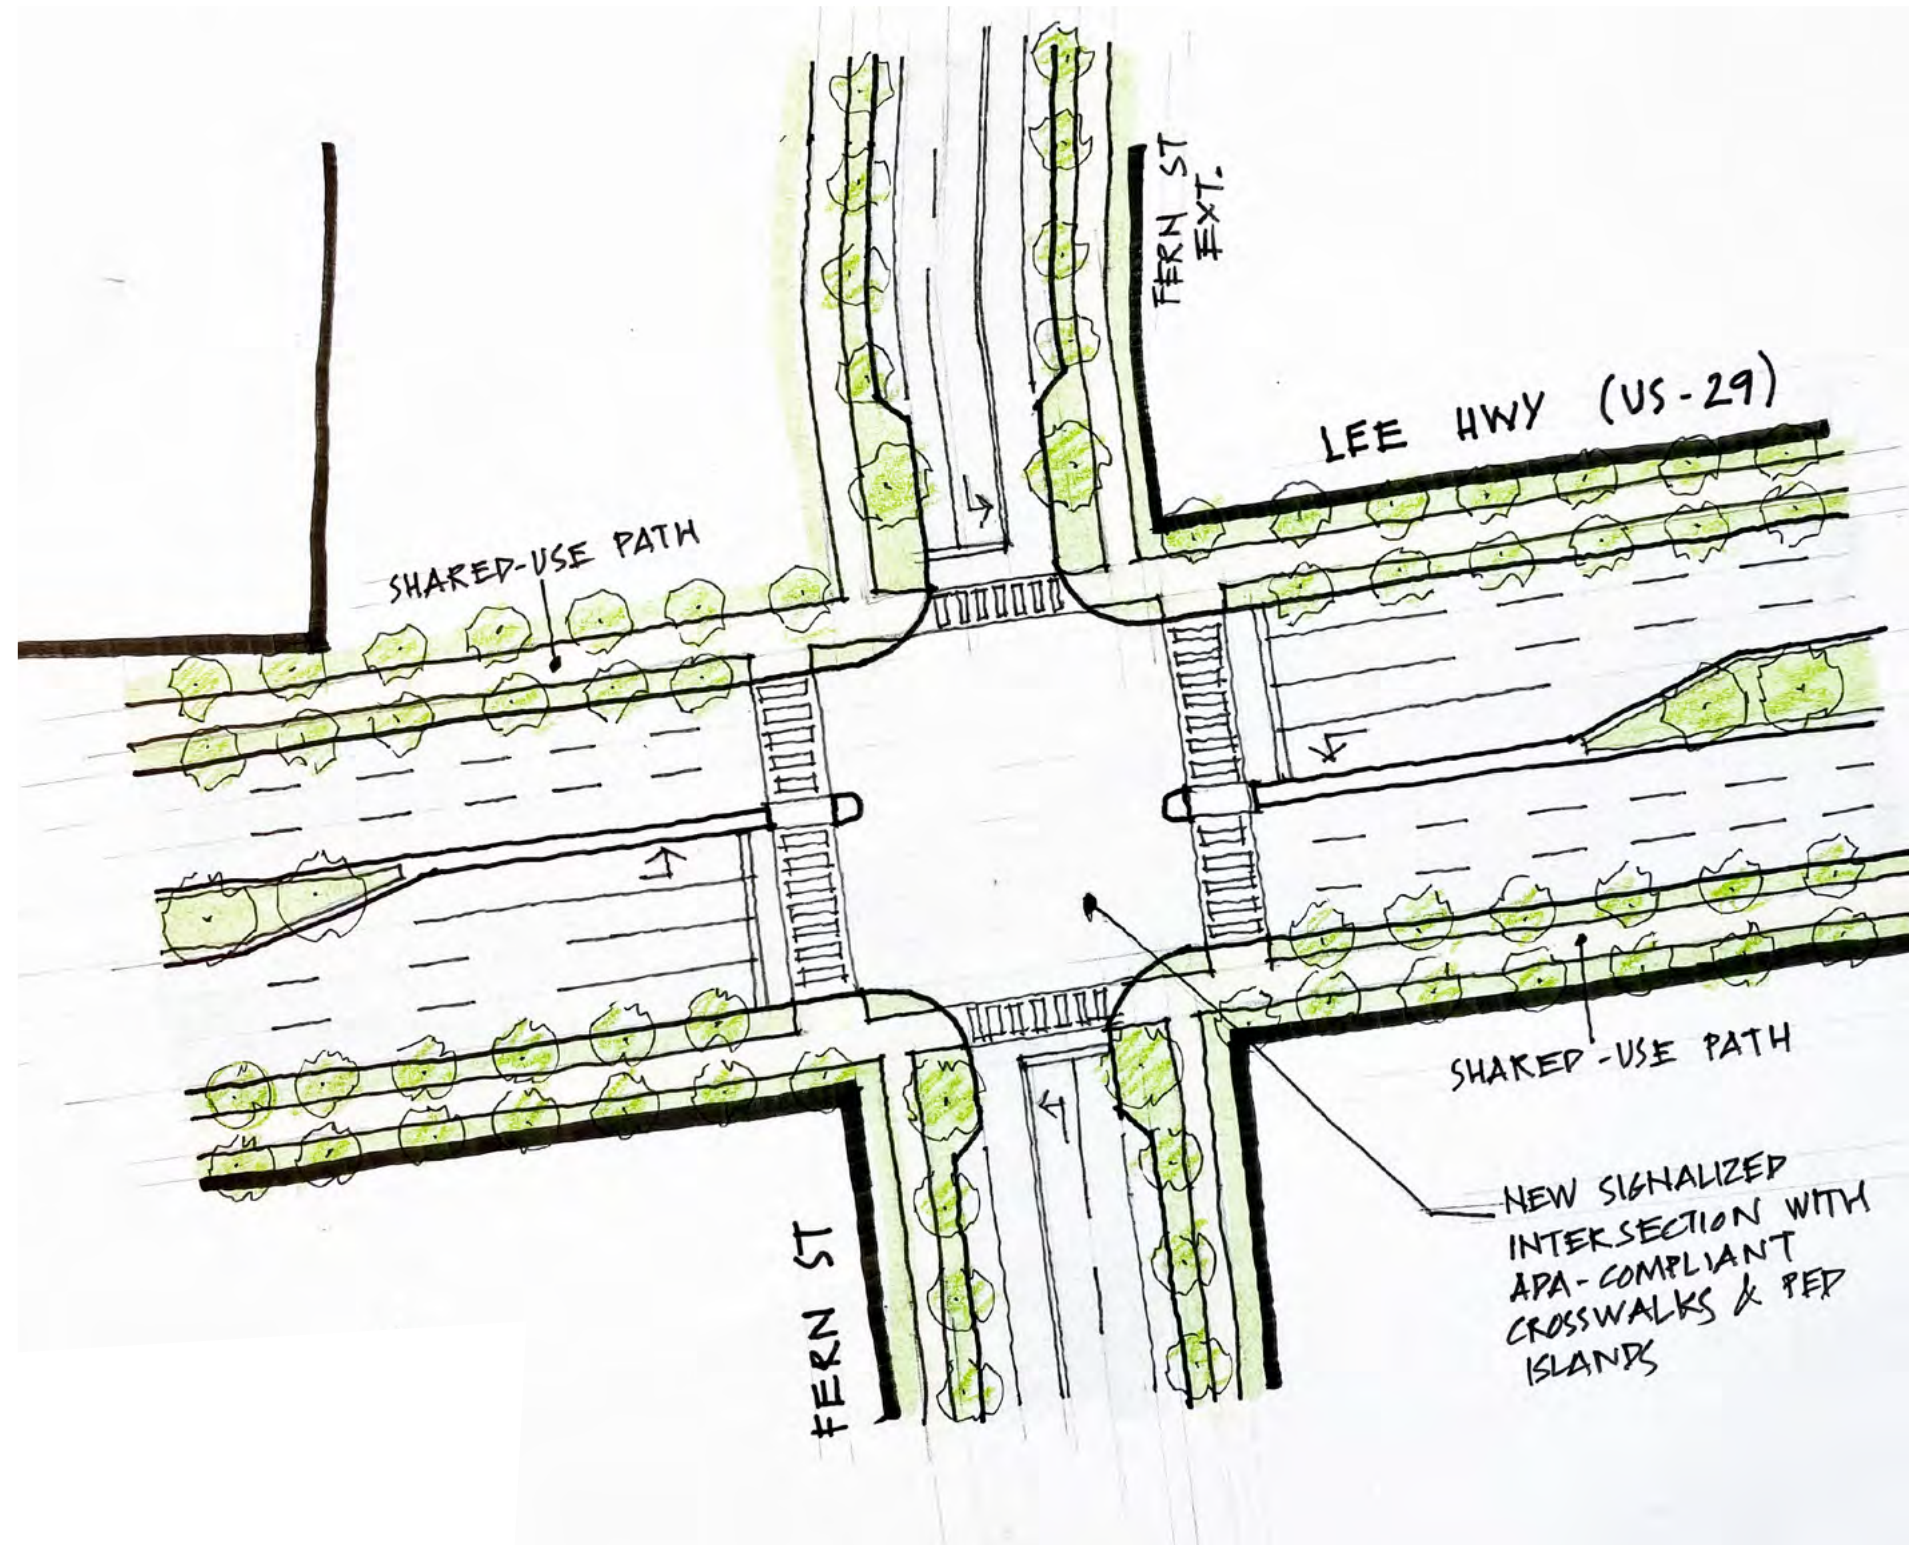 FERN ST
EXT.
LEE HWY (US-29)
SHARED-USE PATH
SHARED-USE PATH
NEW SIGNALIZED
INTERSECTION WITH
ADA-COMPLIANT
CROSSWALKS & PED
ISLANDS
FERN ST